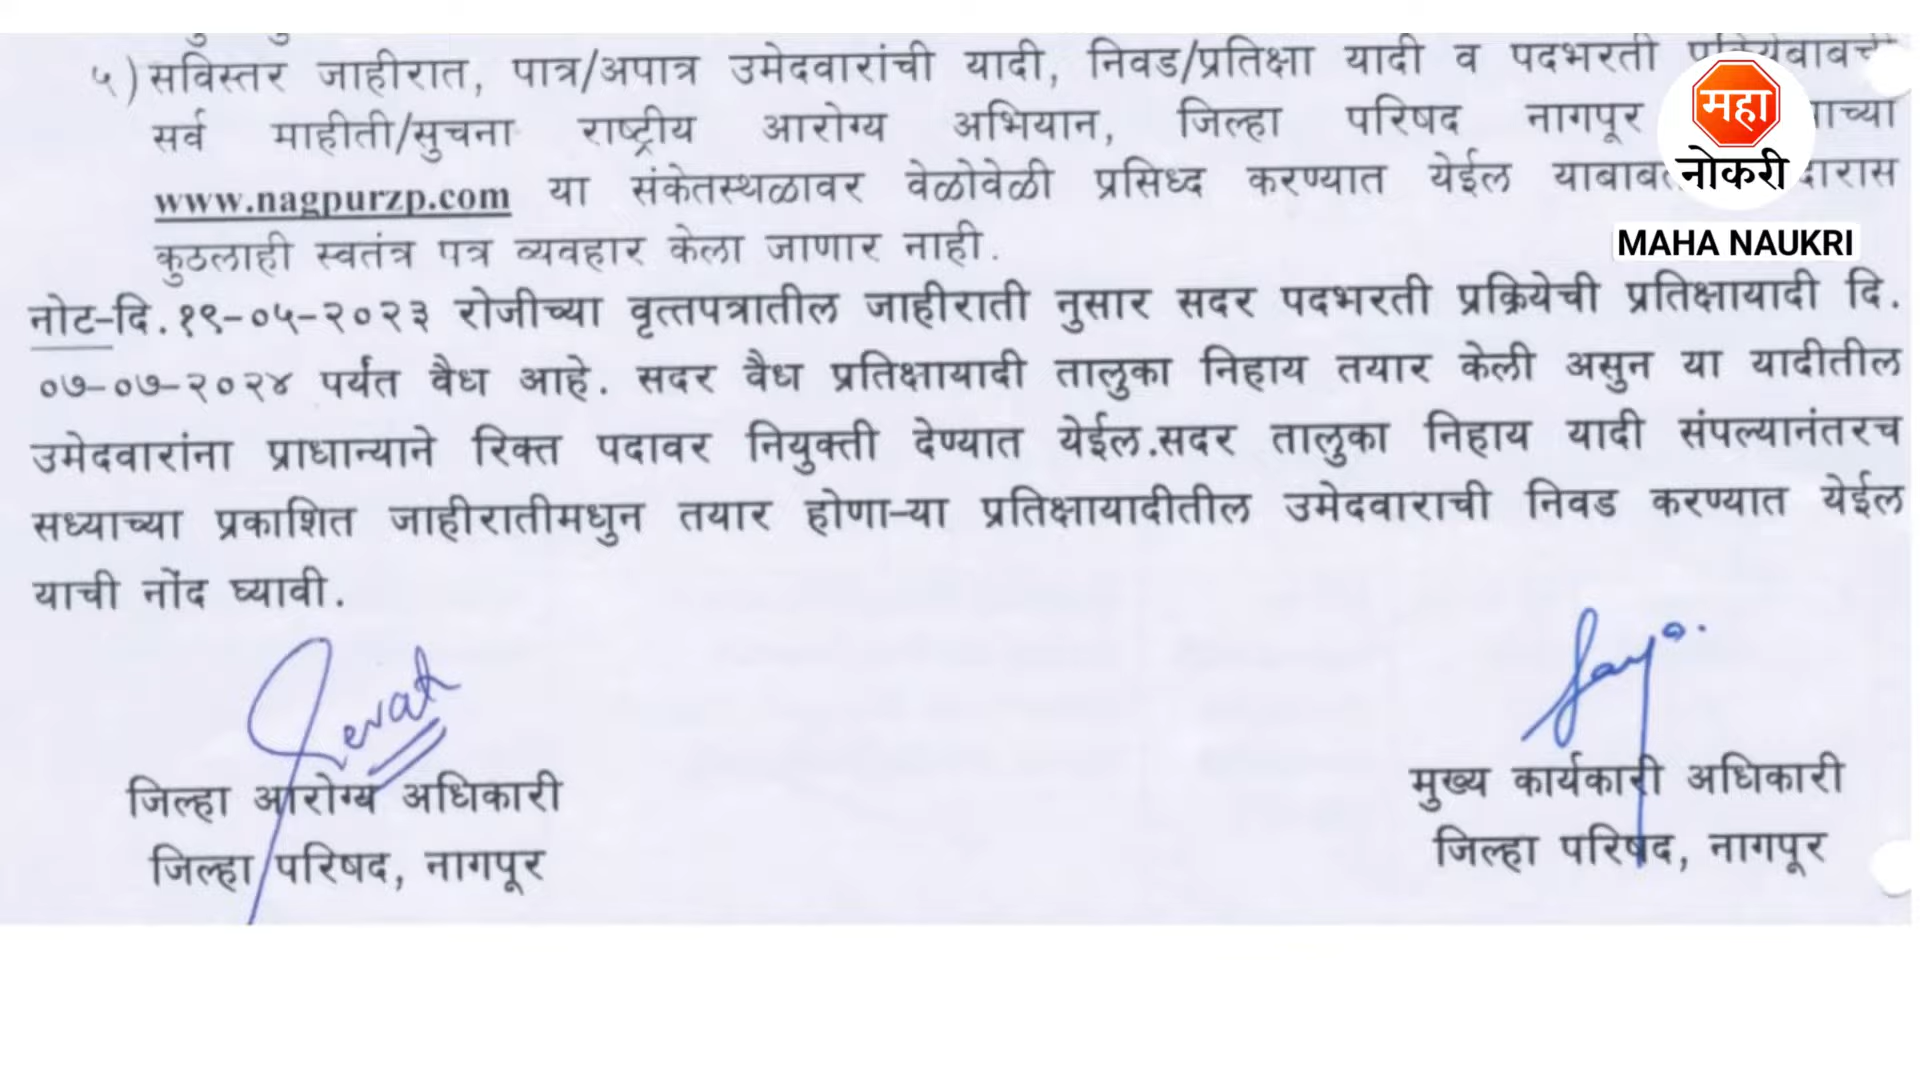 ५) सविस्तर जाहीरात, पात्र/अपात्र उमेदवारांची यादी, निवड/प्रतिक्षा यादी व पदभरती
सर्व माहीती/सुचना राष्ट्रीय आरोग्य अभियान, जिल्हा परिषद नागपूर
www.nagpurzp.com या संकेतस्थळावर वेळोवेळी प्रसिध्द करण्यात येईल
कुठलाही स्वतंत्र पत्र व्यवहार केला जाणार नाही.
महा
नोकरी
MAHA NAUKRI
नोट-दि.१९-०५-२०२३ रोजीच्या वृत्तपत्रातील जाहीराती नुसार सदर पदभरती प्रक्रियेची प्रतिक्षायादी दि.
०७-०७-२०२४ पर्यंत वैध आहे. सदर वैध प्रतिक्षायादी तालुका निहाय तयार केली असुन या यादीतील
उमेदवारांना प्राधान्याने रिक्त पदावर नियुक्ती देण्यात येईल.सदर तालुका निहाय यादी संपल्यानंतरच
सध्याच्या प्रकाशित जाहीरातीमधुन तयार होणा-या प्रतिक्षायादीतील उमेदवाराची निवड करण्यात येईल
याची नोंद घ्यावी.
जिल्हा आरोग्य अधिकारी
जिल्हा परिषद, नागपूर
मुख्य कार्यकारी अधिकारी
जिल्हा परिषद, नागपूर